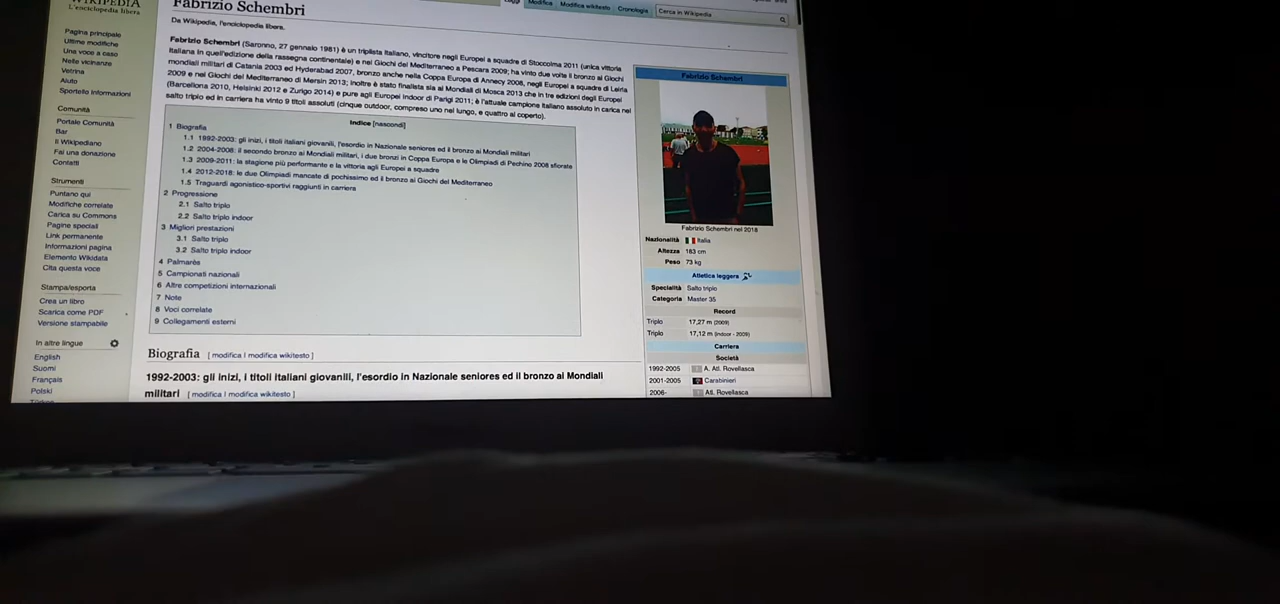 WIKIPEDIA
L'enciclopedia libera
Modifica
Modifica wikitesto
Cronologia
Carca in Wikipedia
Fabrizio Schembri
Da Wikipedia, l'enciclopedia libera.
Fabrizio Schembri (Saronno, 27 gennaio 1981) è un triplista italiano, vincitore negli Europei a squadre di Stoccolma 2011 (unica vittoria
italiana in quell'edizione della rassegna continentale) e nei Giochi del Mediterraneo a Pescara 2009; ha vinto due volte il bronzo ai Giochi
mondiali militari di Catania 2003 ed Hyderabad 2007, bronzo anche nella Coppa Europa di Annecy 2008, negli Europei a squadre di Leiria
2009 e nei Giochi del Mediterraneo di Mersin 2013; inoltre è stato finalista sia ai Mondiali di Mosca 2013 che in tre edizioni degli Europei
(Barcellona 2010, Helsinki 2012 e Zurigo 2014) e pure agli Europei indoor di Parigi 2011; è l'attuale campione italiano assoluto in carica nel
salto triplo ed in carriera ha vinto 9 titoli assoluti (cinque outdoor, compreso uno nel lungo, e quattro al coperto).
Indice [nascondi]
1 Biografia
1.1 1992-2003: gli inizi, i titoli italiani giovanili, l'esordio in Nazionale seniores ed il bronzo ai Mondiali militari
1.2 2004-2008: il secondo bronzo ai Mondiali militari, i due bronzi in Coppa Europa e le Olimpiadi di Pechino 2008 sfiorate
1.3 2009-2011: la stagione più performante e la vittoria agli Europei a squadre
1.4 2012-2018: le due Olimpiadi mancate di pochissimo ed il bronzo ai Giochi del Mediterraneo
1.5 Traguardi agonistico-sportivi raggiunti in carriera
2 Progressione
2.1 Salto triplo
2.2 Salto triplo indoor
3 Migliori prestazioni
3.1 Salto triplo
3.2 Salto triplo indoor
4 Palmarès
5 Campionati nazionali
6 Altre competizioni internazionali
7 Note
8 Voci correlate
9 Collegamenti esterni
Biografia [ modifica | modifica wikitesto ]
1992-2003: gli inizi, i titoli italiani giovanili, l'esordio in Nazionale seniores ed il bronzo ai Mondiali
militari [ modifica | modifica wikitesto ]
Pagina principale
Ultime modifiche
Una voce a caso
Nelle vicinanze
Vetrina
Aiuto
Sportello informazioni
Comunità
Portale Comunità
Bar
Il Wikipediano
Fai una donazione
Contatti
Strumenti
Puntano qui
Modifiche correlate
Carica su Commons
Pagine speciali
Link permanente
Informazioni pagina
Elemento Wikidata
Cita questa voce
Stampa/esporta
Crea un libro
Scarica come PDF
Versione stampabile
In altre lingue
English
Suomi
Français
Polski
Fabrizio Schembri
Fabrizio Schembri nel 2018
Nazionalità Italia
Altezza 183 cm
Peso 73 kg
Atletica leggera
Specialità Salto triplo
Categoria Master 35
Record
Triplo 17,27 m (2009)
Triplo 17,12 m (indoor - 2009)
Carriera
Società
1992-2005 A. Atl. Rovellasca
2001-2005 Carabinieri
2006- Atl. Rovellasca